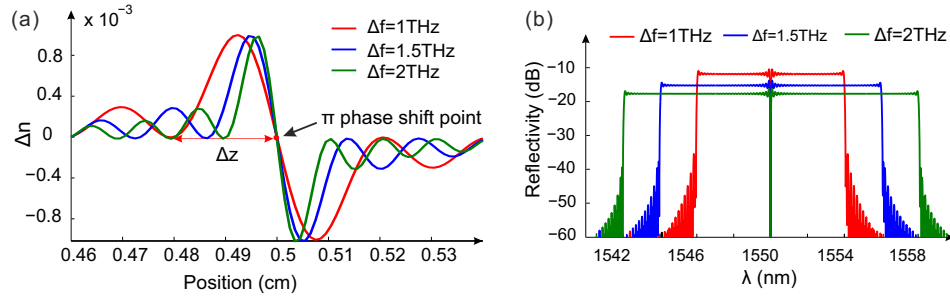 (a)
x 10⁻³
Δf=1THz
Δf=1.5THz
Δf=2THz
0.8
0.4
0
−0.4
−0.8
Δn
π phase shift point
Δz
0.46 0.47 0.48 0.49 0.5 0.51 0.52 0.53
Position (cm)
(b)
Δf=1THz Δf=1.5THz Δf=2THz
−10
−20
−30
−40
−50
−60
Reflectivity (dB)
1542 1546 1550 1554 1558
λ (nm)